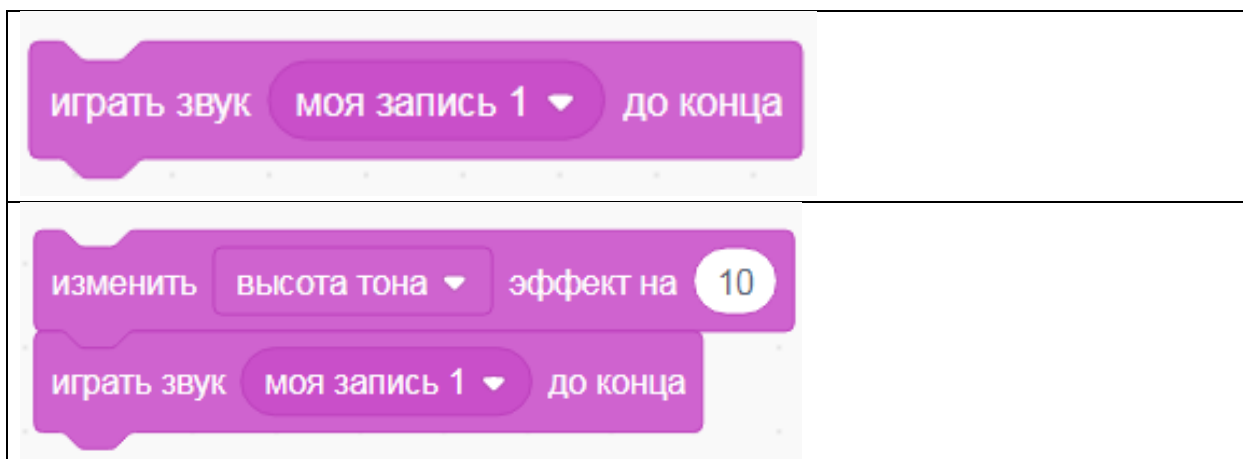 играть звук моя запись 1 до конца
изменить высота тона эффект на 10
играть звук моя запись 1 до конца